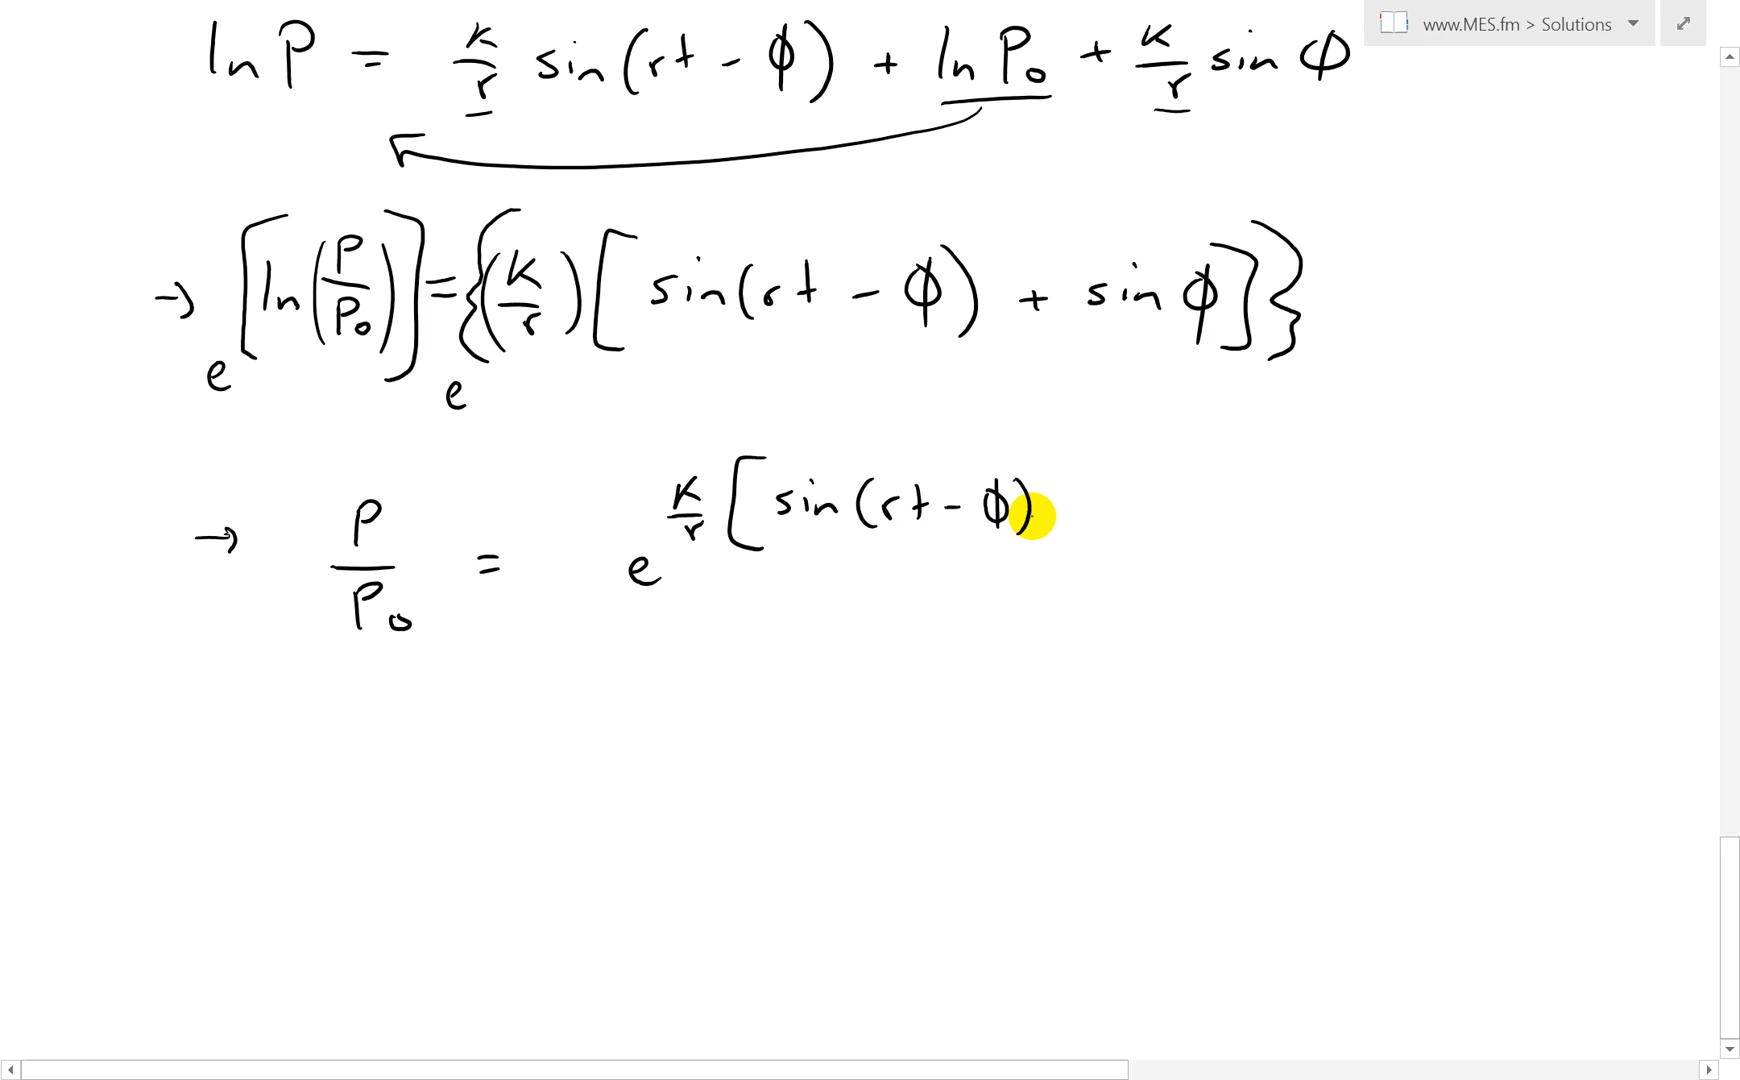 www.MES.fm > Solutions
ln P = k/r sin(rt - ϕ) + ln P₀ + k/r sin ϕ
→ e^[ln(P/P₀)] = e^{(k/r)[sin(rt - ϕ) + sin ϕ]}
→ P/P₀ = e^k/r [sin(rt - ϕ)